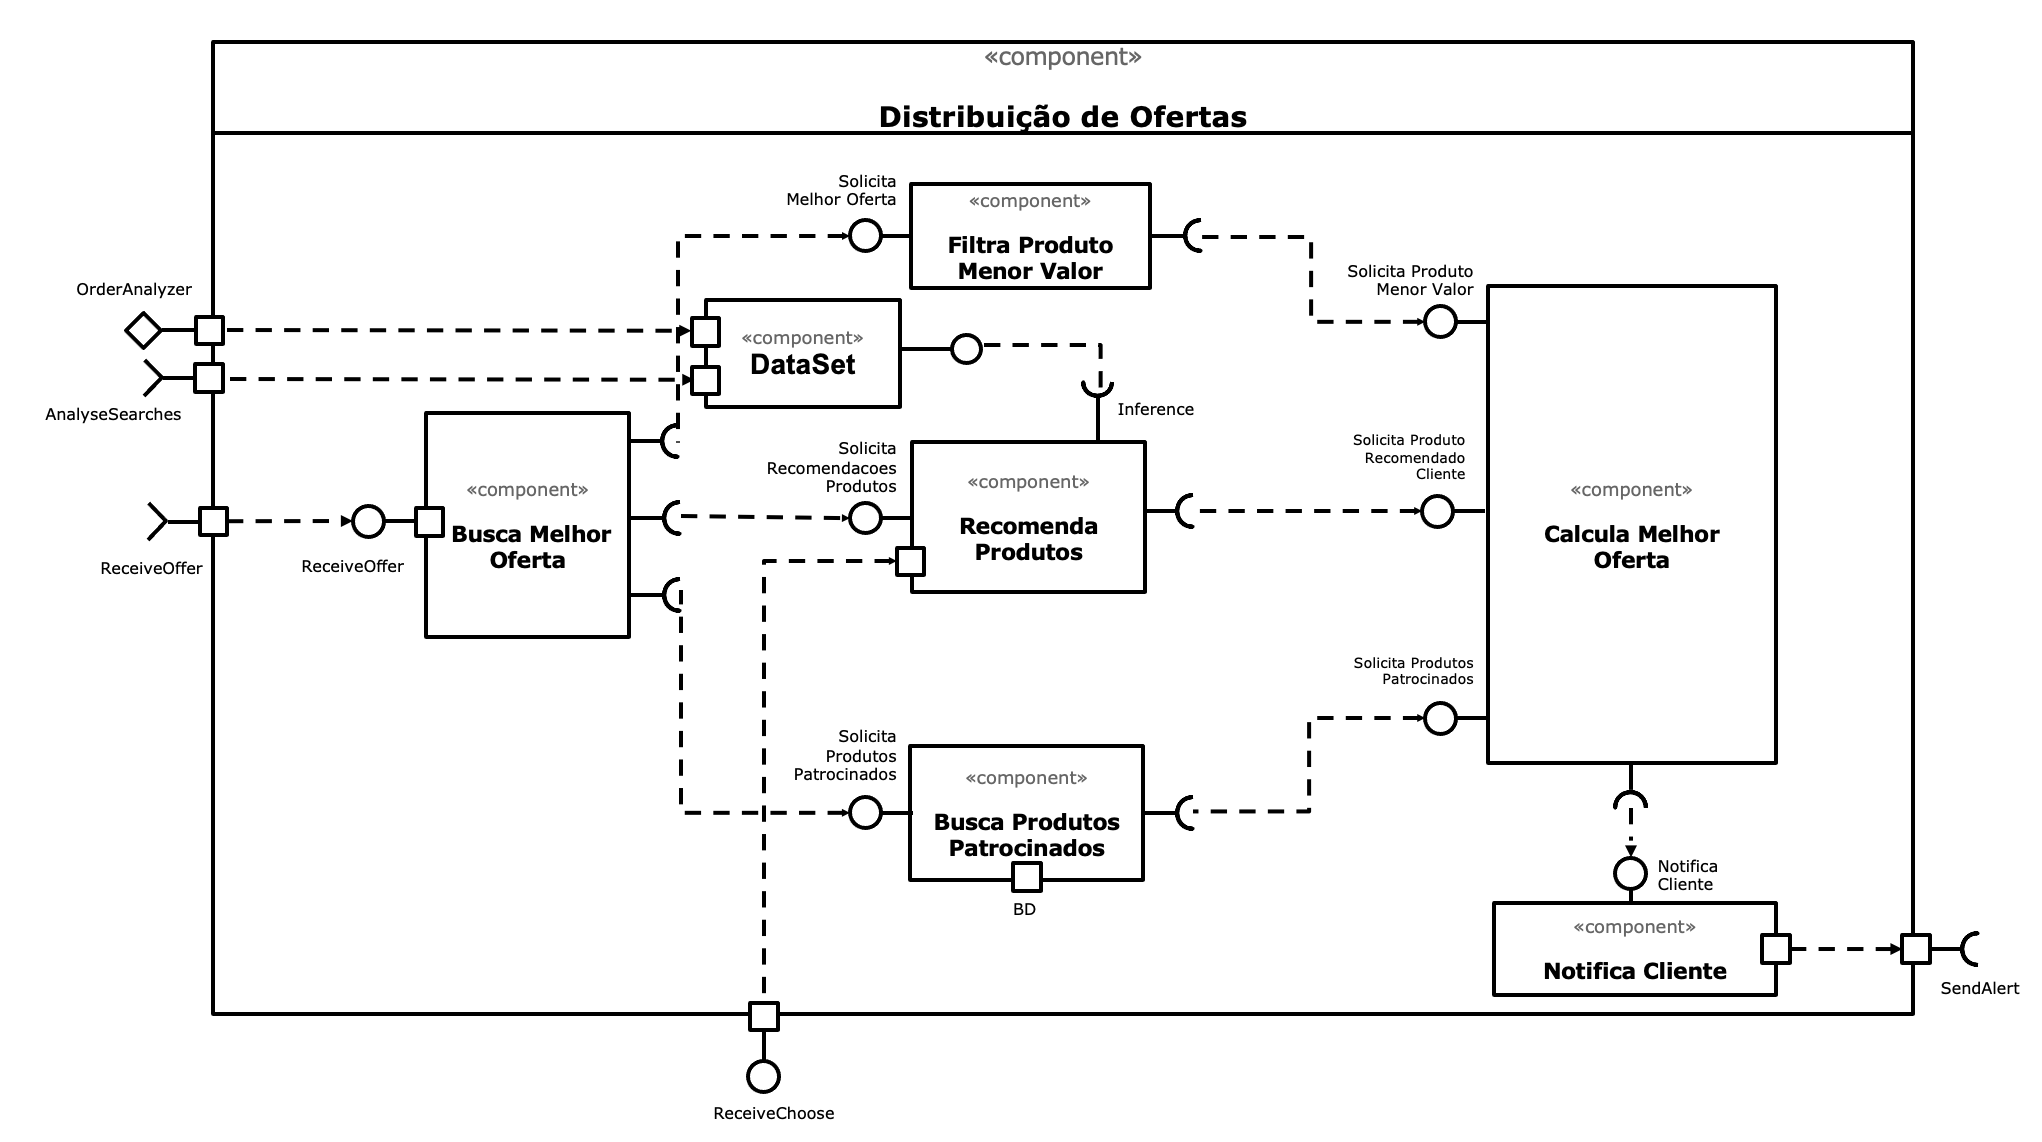 «component»
Distribuição de Ofertas
Solicita
Melhor Oferta
«component»
Filtra Produto
Menor Valor
OrderAnalyzer
AnalyseSearches
«component»
DataSet
Inference
Solicita Produto
Menor Valor
ReceiveOffer
ReceiveOffer
«component»
Busca Melhor
Oferta
Solicita
Recomendacoes
Produtos
«component»
Recomenda
Produtos
Solicita Produto
Recomendado
Cliente
«component»
Calcula Melhor
Oferta
Solicita Produtos
Patrocinados
Solicita
Produtos
Patrocinados
«component»
Busca Produtos
Patrocinados
BD
Notifica
Cliente
«component»
Notifica Cliente
SendAlert
ReceiveChoose